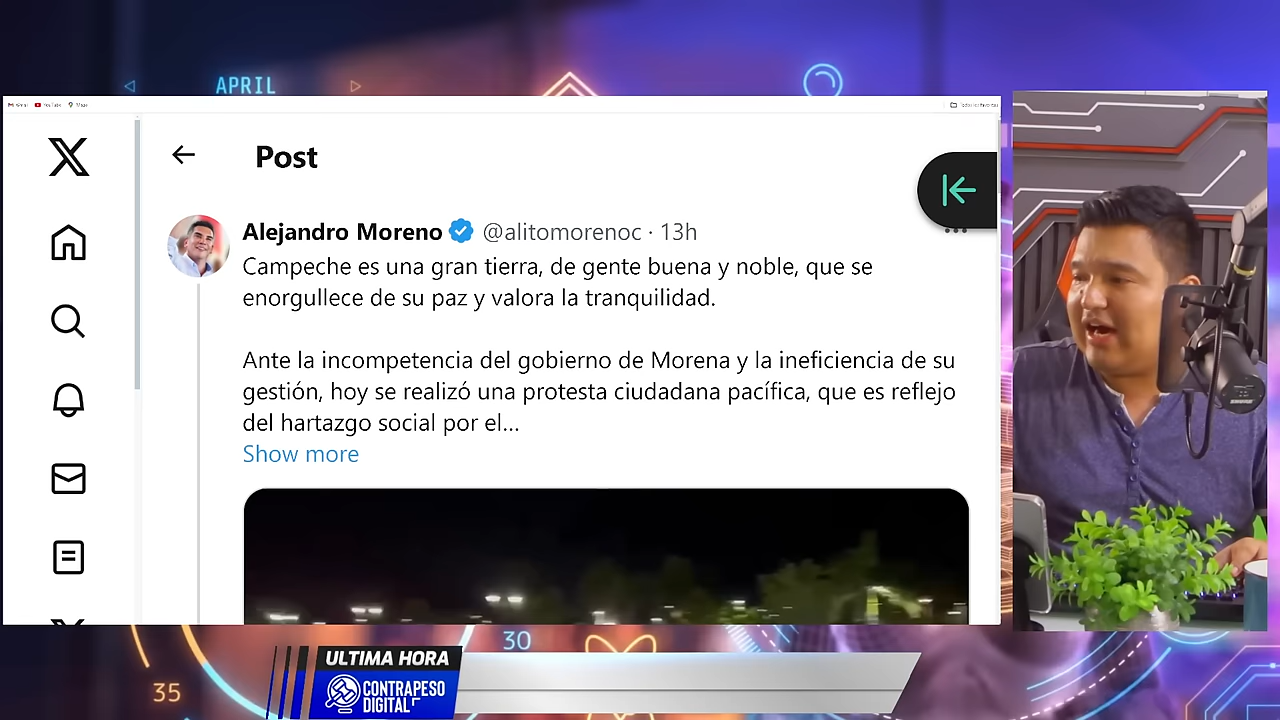 APRIL
YouTube
Post
Alejandro Moreno @alitomorenoc · 13h
Campeche es una gran tierra, de gente buena y noble, que se
enorgullece de su paz y valora la tranquilidad.
Ante la incompetencia del gobierno de Morena y la ineficiencia de su
gestión, hoy se realizó una protesta ciudadana pacífica, que es reflejo
del hartazgo social por el...
Show more
30
35
ULTIMA HORA
CONTRAPESO
DIGITAL